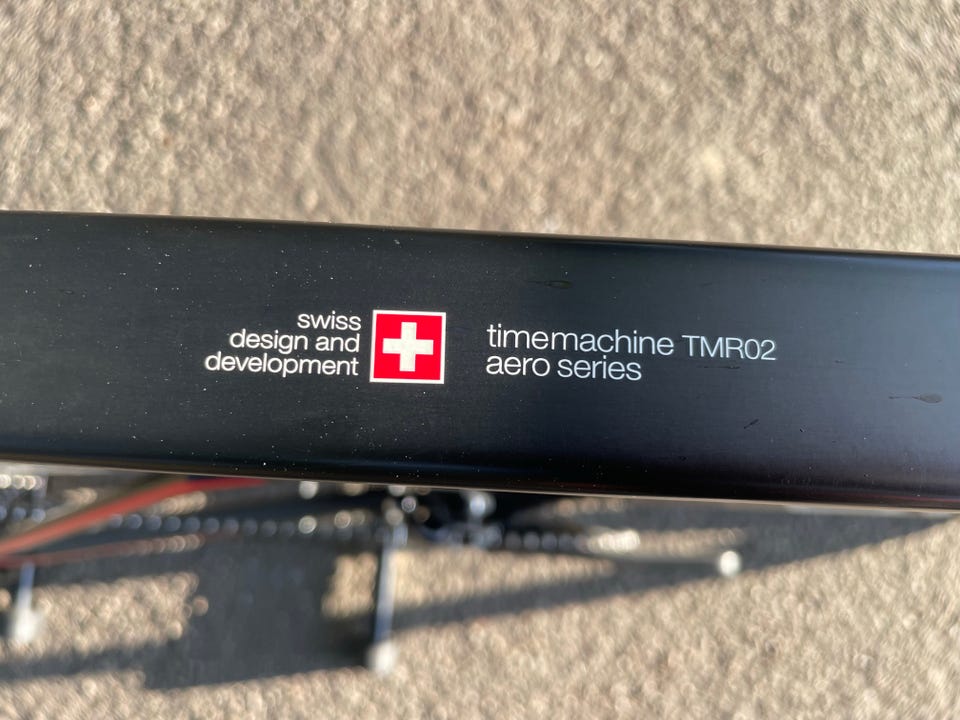 swiss
design and
development
timemachine TMR02
aero series